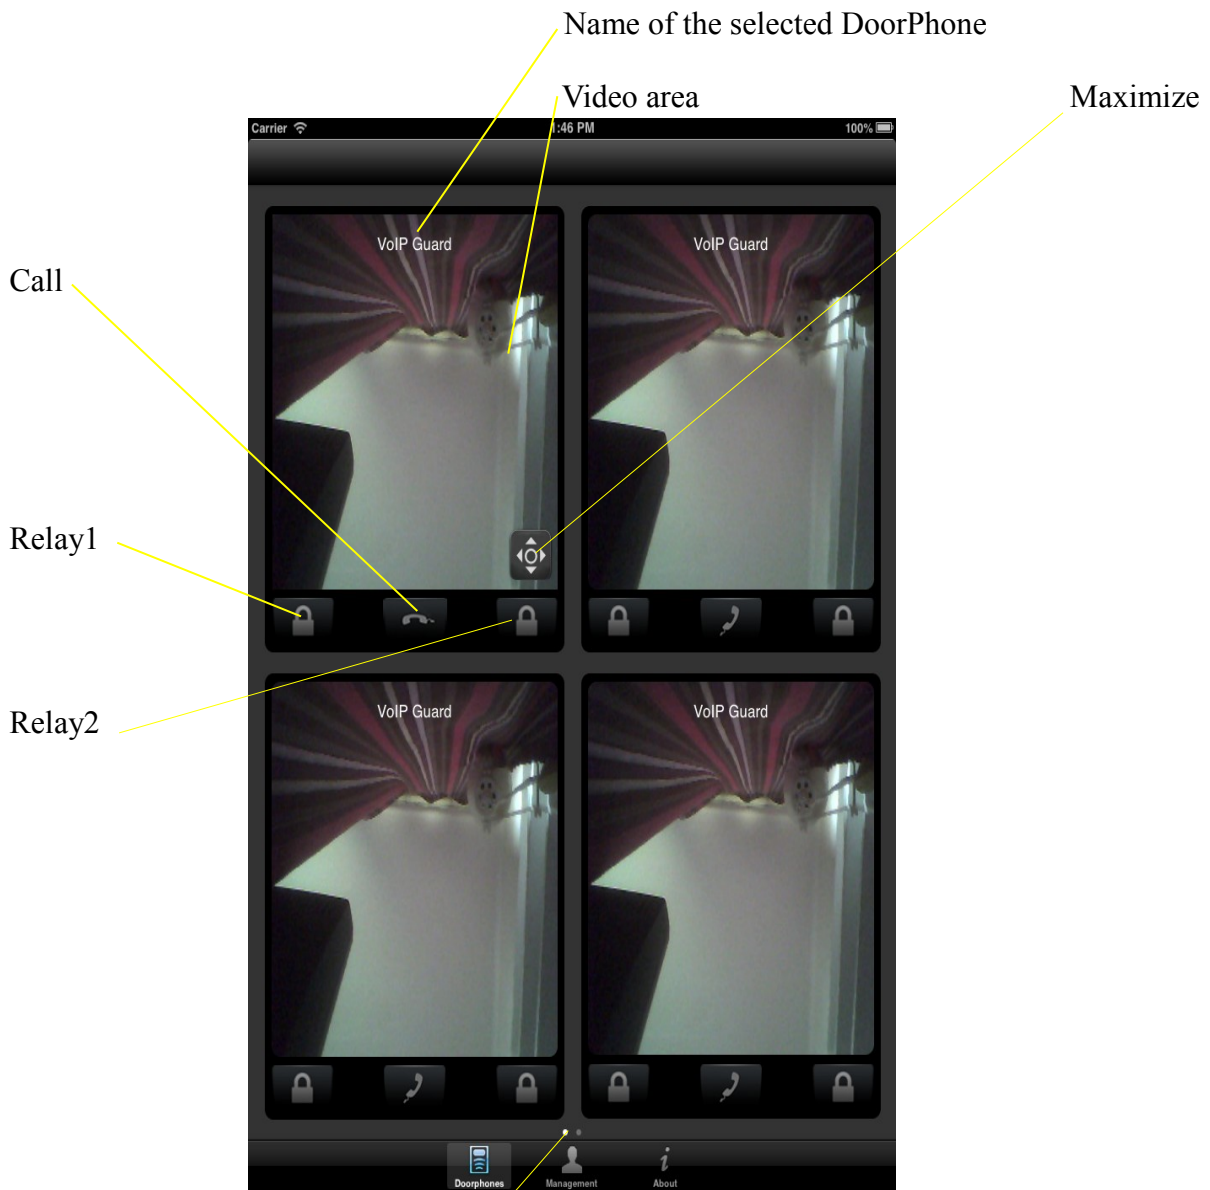 Name of the selected DoorPhone
Video area
Maximize
Carrier 1:46 PM 100%
VoIP Guard VoIP Guard
Call
Relay1
Relay2
VoIP Guard VoIP Guard
Doorphones Management About